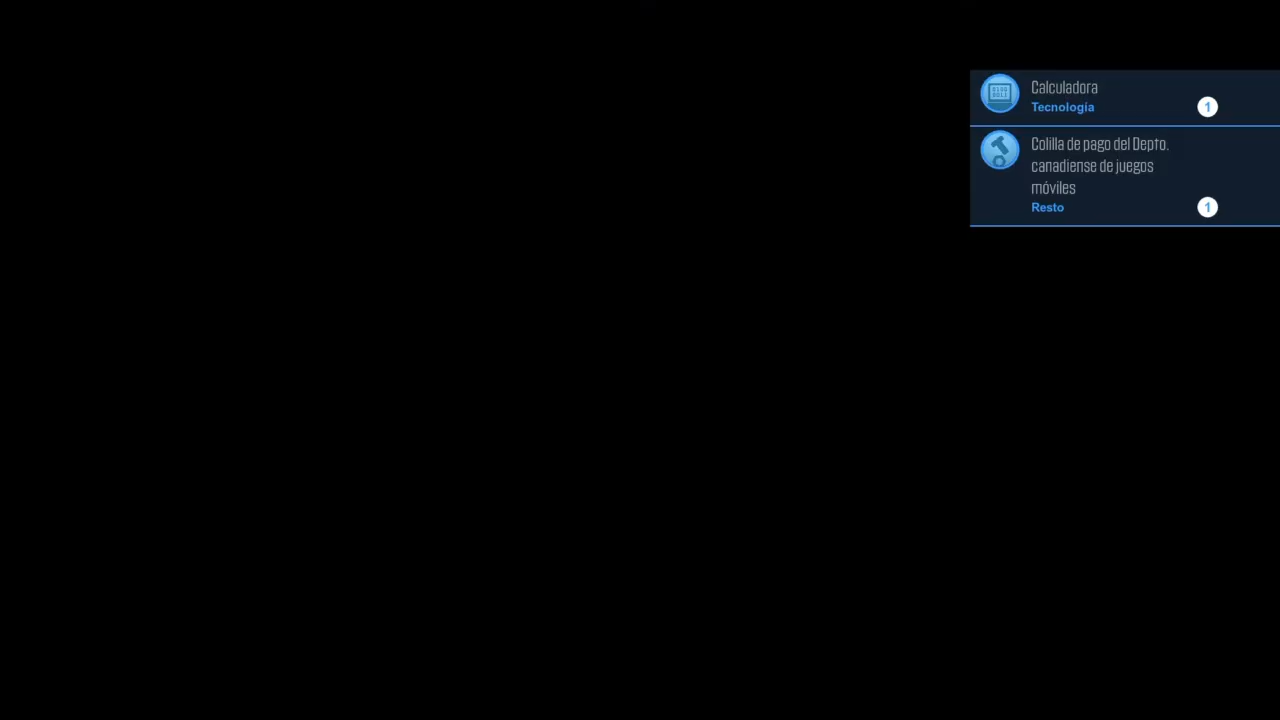 Calculadora
Tecnología
1
Colilla de pago del Depto.
canadiense de juegos
móviles
Resto
1